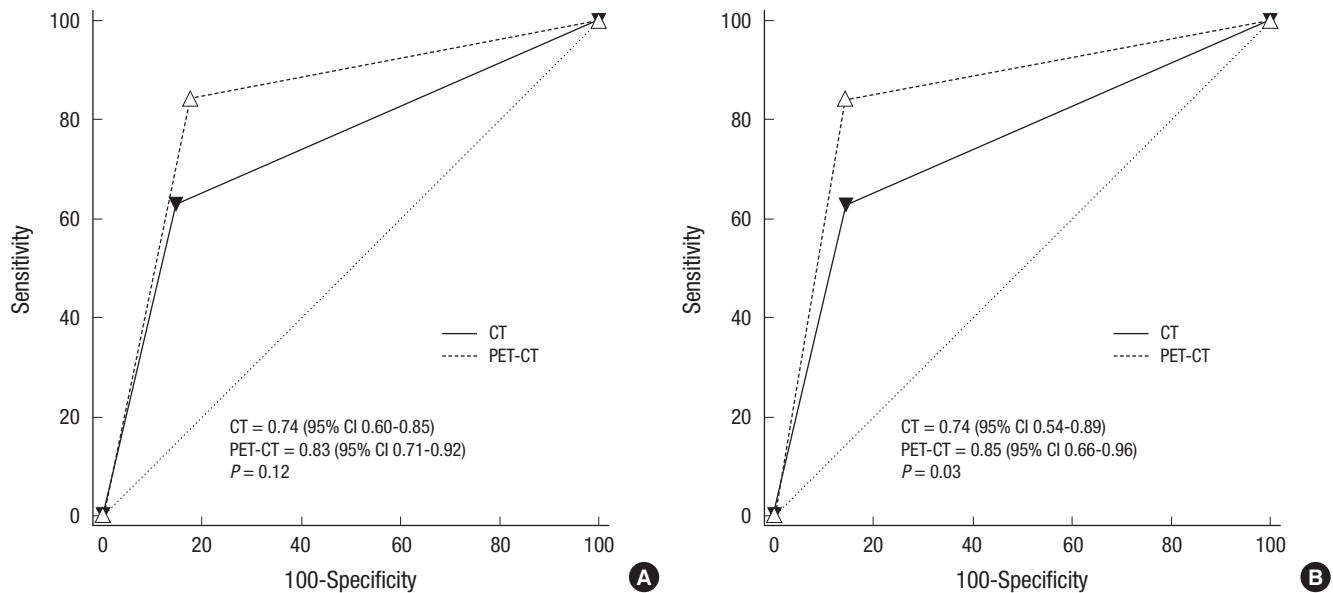 100
80
60
40
20
0
Sensitivity
CT
PET-CT
CT = 0.74 (95% CI 0.60-0.85)
PET-CT = 0.83 (95% CI 0.71-0.92)
P = 0.12
0 20 40 60 80 100
100-Specificity
A
100
80
60
40
20
0
Sensitivity
CT
PET-CT
CT = 0.74 (95% CI 0.54-0.89)
PET-CT = 0.85 (95% CI 0.66-0.96)
P = 0.03
0 20 40 60 80 100
100-Specificity
B